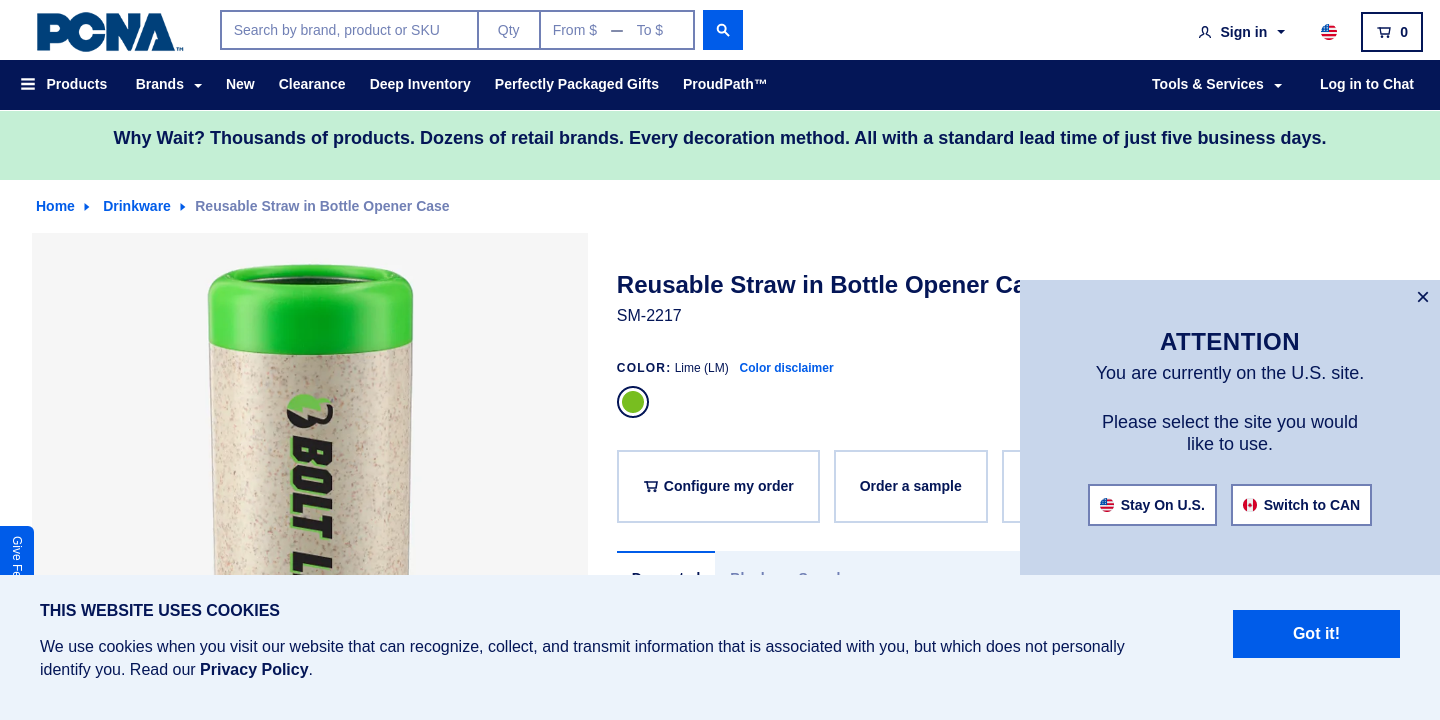 PCNA™
Search by brand, product or SKU
Qty
From $ — To $
Sign in
0
Products
Brands
New
Clearance
Deep Inventory
Perfectly Packaged Gifts
ProudPath™
Tools & Services
Log in to Chat
Why Wait? Thousands of products. Dozens of retail brands. Every decoration method. All with a standard lead time of just five business days.
Home
Drinkware
Reusable Straw in Bottle Opener Case
BOLT
Reusable Straw in Bottle Opener Ca
SM-2217
COLOR: Lime (LM) Color disclaimer
Configure my order
Order a sample
×
ATTENTION
You are currently on the U.S. site.
Please select the site you would
like to use.
Stay On U.S.
Switch to CAN
Give Fe
THIS WEBSITE USES COOKIES
We use cookies when you visit our website that can recognize, collect, and transmit information that is associated with you, but which does not personally
identify you. Read our Privacy Policy.
Got it!